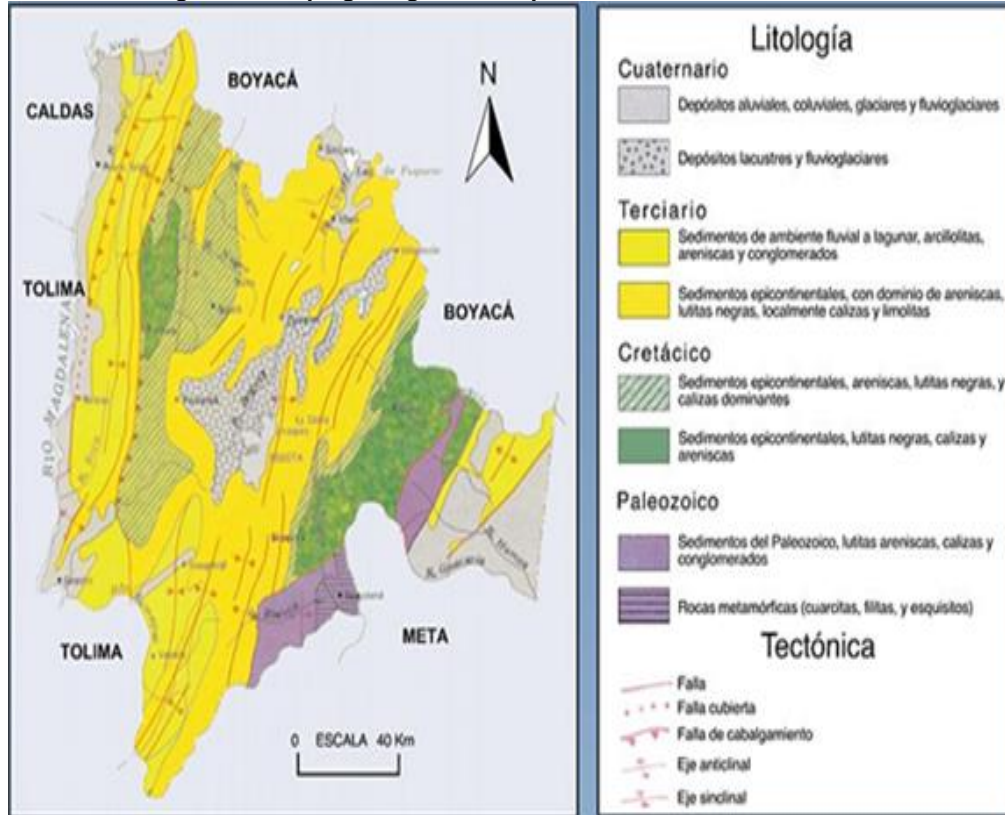 BOYACÁ
CALDAS
N
TOLIMA
BOYACÁ
RIO MAGDALENA
TOLIMA
META
0 ESCALA 40 Km
Litología
Cuaternario
Depósitos aluviales, coluviales, glaciares y fluvioglaciares
Depósitos lacustres y fluvioglaciares
Terciario
Sedimentos de ambiente fluvial a lagunar, arcillolitas,
areniscas y conglomerados
Sedimentos epicontinentales, con dominio de areniscas,
lutitas negras, localmente calizas y limolitas
Cretácico
Sedimentos epicontinentales, areniscas, lutitas negras, y
calizas dominantes
Sedimentos epicontinentales, lutitas negras, calizas y
areniscas
Paleozoico
Sedimentos del Paleozoico, lutitas areniscas, calizas y
conglomerados
Rocas metamórficas (cuarcitas, filitas, y esquistos)
Tectónica
Falla
Falla cubierta
Falla de cabalgamiento
Eje anticlinal
Eje sinclinal